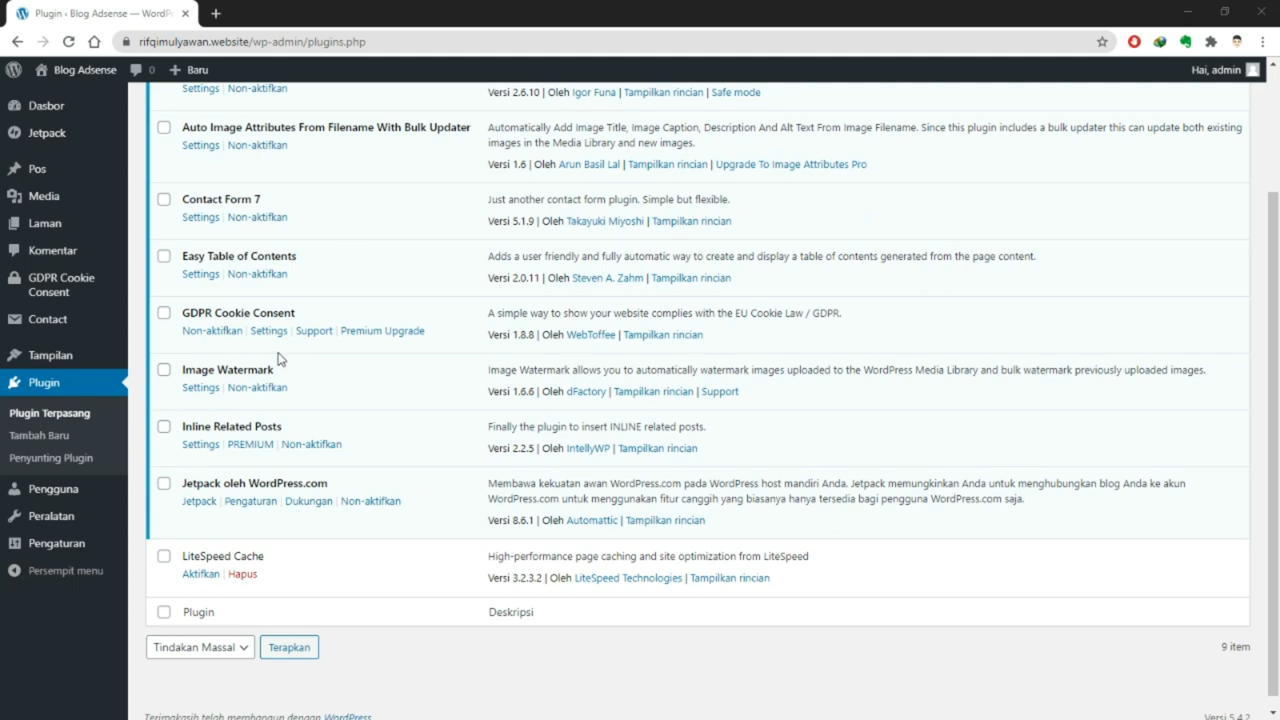 Plugin ‹ Blog Adsense — WordPr
rifqimulyawan.website/wp-admin/plugins.php
Blog Adsense 0 Baru Hai, admin
Dasbor
Jetpack
Pos
Media
Laman
Komentar
GDPR Cookie
Consent
Contact
Tampilan
Plugin
Plugin Terpasang
Tambah Baru
Penyunting Plugin
Pengguna
Peralatan
Pengaturan
Persempit menu
Settings | Non-aktifkan
Versi 2.6.10 | Oleh Igor Funa | Tampilkan rincian | Safe mode
Auto Image Attributes From Filename With Bulk Updater
Settings | Non-aktifkan
Automatically Add Image Title, Image Caption, Description And Alt Text From Image Filename. Since this plugin includes a bulk updater this can update both existing
images in the Media Library and new images.
Versi 1.6 | Oleh Arun Basil Lal | Tampilkan rincian | Upgrade To Image Attributes Pro
Contact Form 7
Settings | Non-aktifkan
Just another contact form plugin. Simple but flexible.
Versi 5.1.9 | Oleh Takayuki Miyoshi | Tampilkan rincian
Easy Table of Contents
Settings | Non-aktifkan
Adds a user friendly and fully automatic way to create and display a table of contents generated from the page content.
Versi 2.0.11 | Oleh Steven A. Zahm | Tampilkan rincian
GDPR Cookie Consent
Non-aktifkan | Settings | Support | Premium Upgrade
A simple way to show your website complies with the EU Cookie Law / GDPR.
Versi 1.8.8 | Oleh WebToffee | Tampilkan rincian
Image Watermark
Settings | Non-aktifkan
Image Watermark allows you to automatically watermark images uploaded to the WordPress Media Library and bulk watermark previously uploaded images.
Versi 1.6.6 | Oleh dFactory | Tampilkan rincian | Support
Inline Related Posts
Settings | PREMIUM | Non-aktifkan
Finally the plugin to insert INLINE related posts.
Versi 2.2.5 | Oleh IntellyWP | Tampilkan rincian
Jetpack oleh WordPress.com
Jetpack | Pengaturan | Dukungan | Non-aktifkan
Membawa kekuatan awan WordPress.com pada WordPress host mandiri Anda. Jetpack memungkinkan Anda untuk menghubungkan blog Anda ke akun
WordPress.com untuk menggunakan fitur canggih yang biasanya hanya tersedia bagi pengguna WordPress.com saja.
Versi 8.6.1 | Oleh Automattic | Tampilkan rincian
LiteSpeed Cache
Aktifkan | Hapus
High-performance page caching and site optimization from LiteSpeed
Versi 3.2.3.2 | Oleh LiteSpeed Technologies | Tampilkan rincian
Plugin Deskripsi
Tindakan Massal Terapkan 9 item
Terimakasih telah membangun dengan WordPress Versi 5.4.2